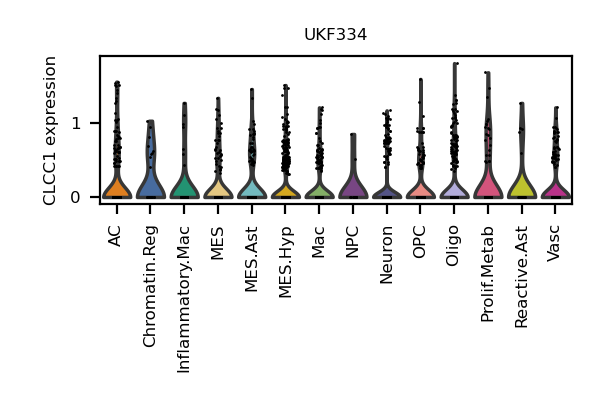 UKF334
CLCC1 expression
1
0
AC
Chromatin.Reg
Inflammatory.Mac
MES
MES.Ast
MES.Hyp
Mac
NPC
Neuron
OPC
Oligo
Prolif.Metab
Reactive.Ast
Vasc